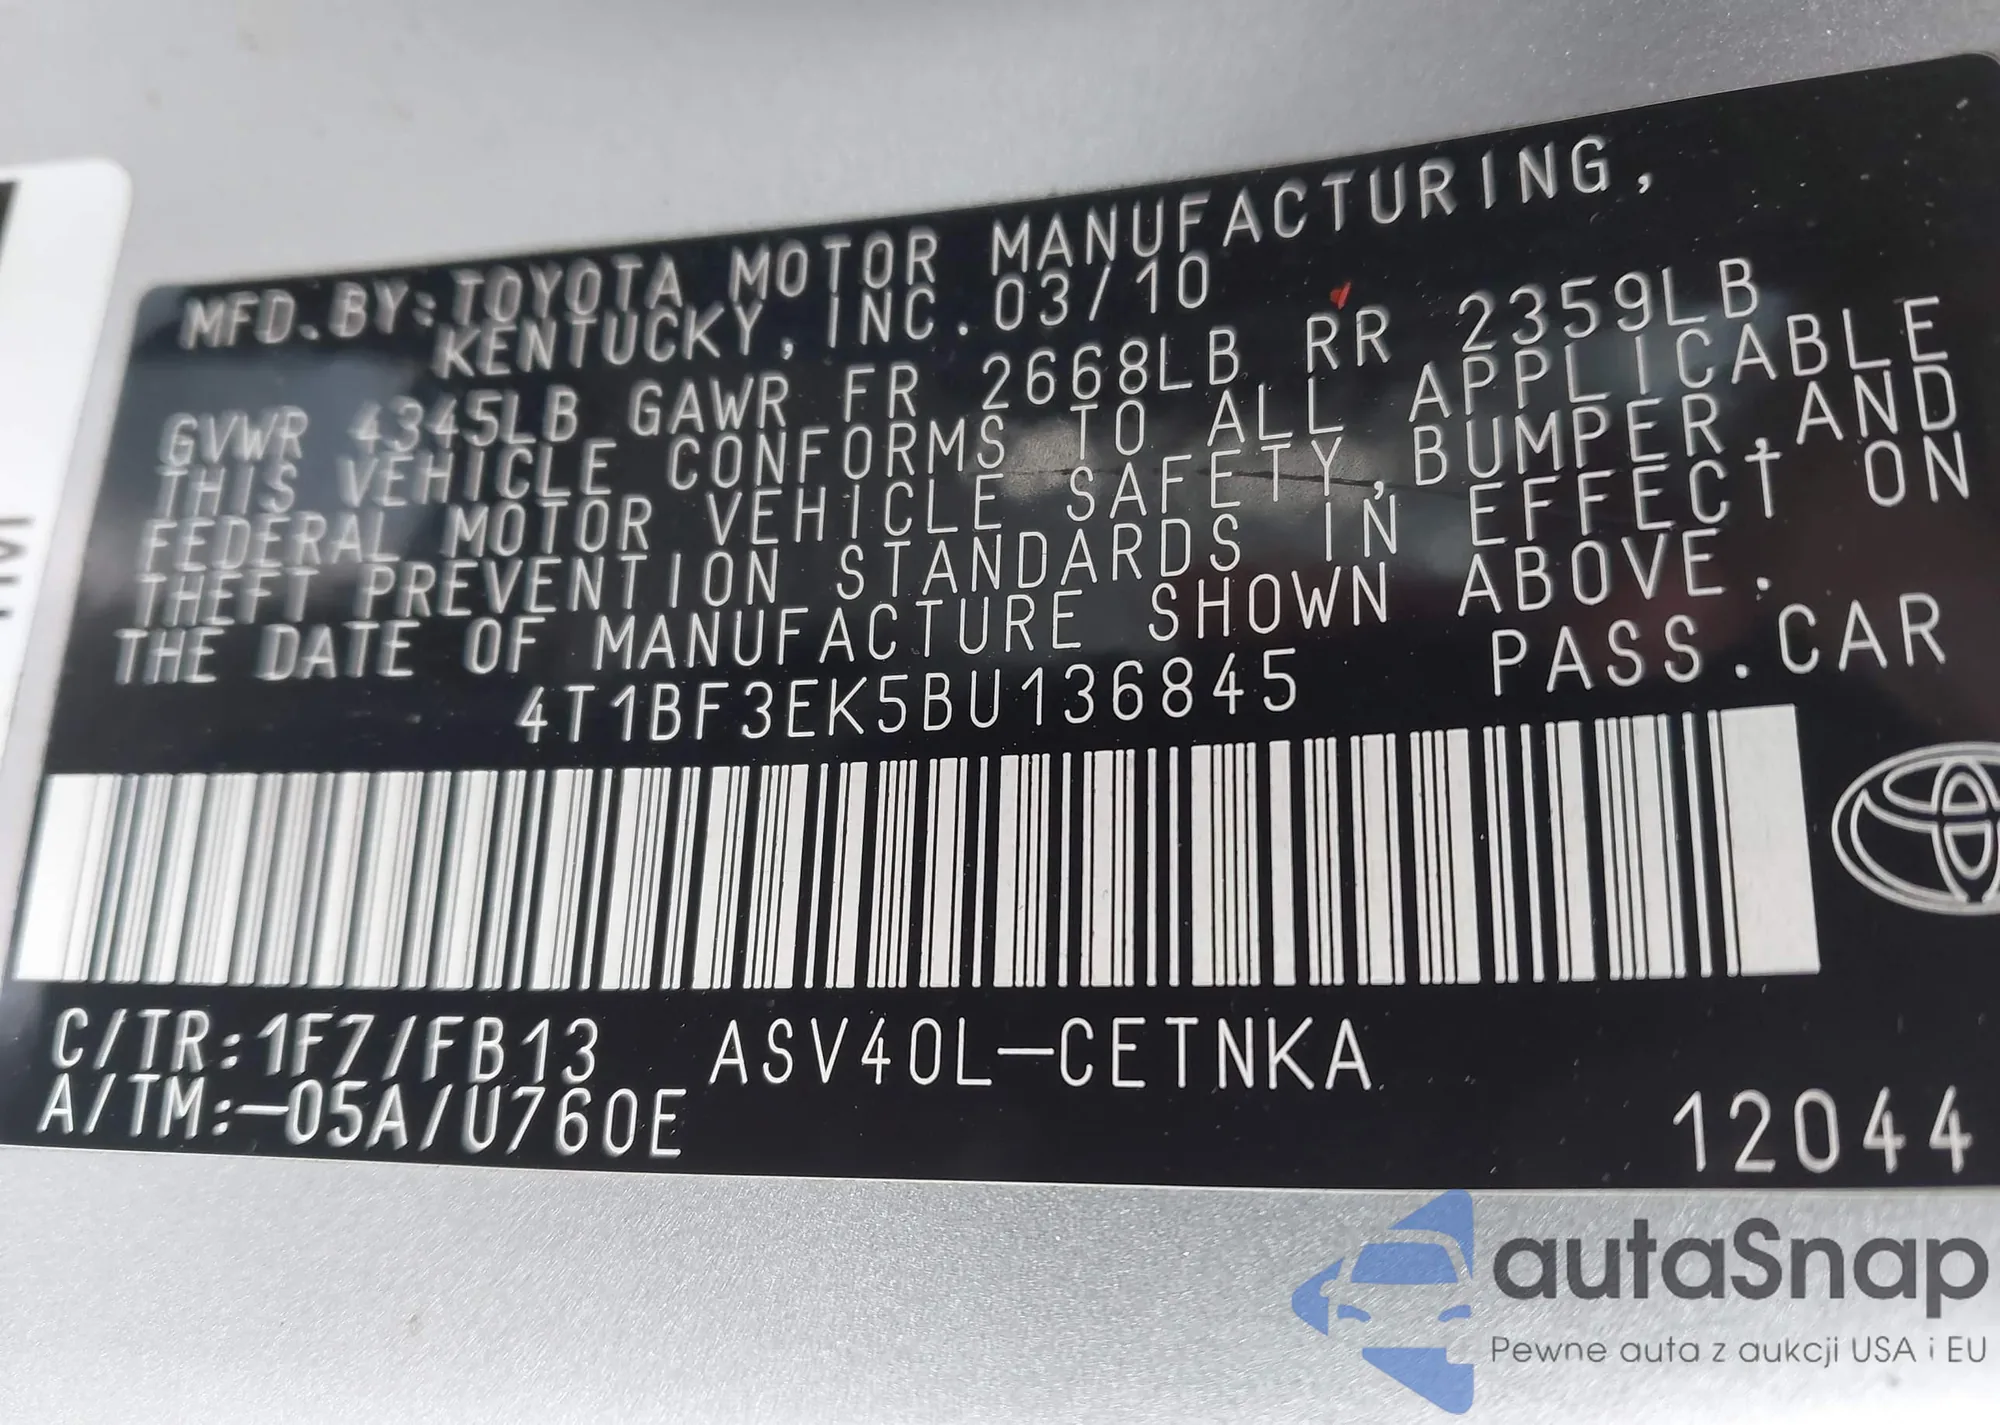 MFD. BY: TOYOTA MOTOR MANUFACTURING,
KENTUCKY, INC. 03/10
GVWR 4345LB GAWR FR 2668LB RR 2359LB
THIS VEHICLE CONFORMS TO ALL APPLICABLE
FEDERAL MOTOR VEHICLE SAFETY, BUMPER, AND
THEFT PREVENTION STANDARDS IN EFFECT ON
THE DATE OF MANUFACTURE SHOWN ABOVE.
4T1BF3EK5BU136845 PASS. CAR
C/TR: 1F7/FB13 ASV40L-CETNKA
A/TM: -05A/U760E
12044
autaSnap
Pewne auta z aukcji USA i EU